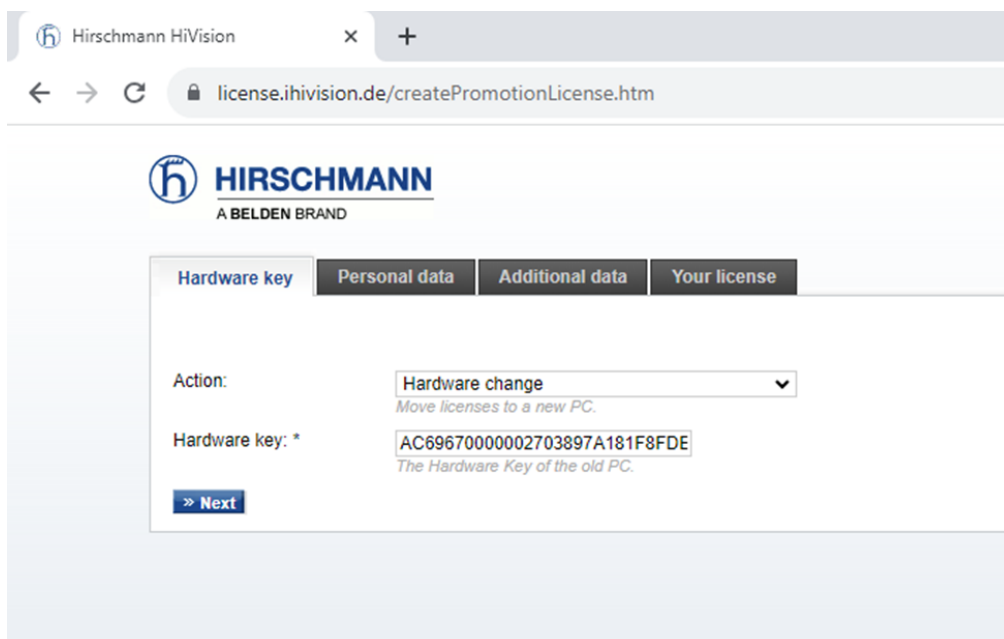 Hirschmann HiVision
license.ihivision.de/createPromotionLicense.htm
HIRSCHMANN
A BELDEN BRAND
Hardware key Personal data Additional data Your license
Action: Hardware change
Move licenses to a new PC.
Hardware key: * AC69670000002703897A181F8FDE
The Hardware Key of the old PC.
» Next